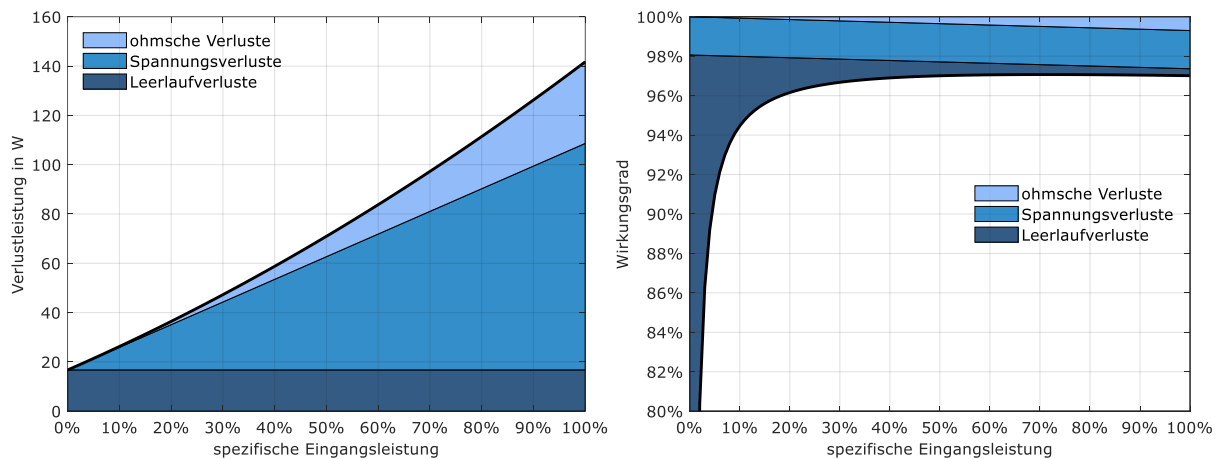 160
140
120
100
80
60
40
20
0
Verlustleistung in W
ohmsche Verluste
Spannungsverluste
Leerlaufverluste
0% 10% 20% 30% 40% 50% 60% 70% 80% 90% 100%
spezifische Eingangsleistung
100%
98%
96%
94%
92%
90%
88%
86%
84%
82%
80%
Wirkungsgrad
ohmsche Verluste
Spannungsverluste
Leerlaufverluste
0% 10% 20% 30% 40% 50% 60% 70% 80% 90% 100%
spezifische Eingangsleistung